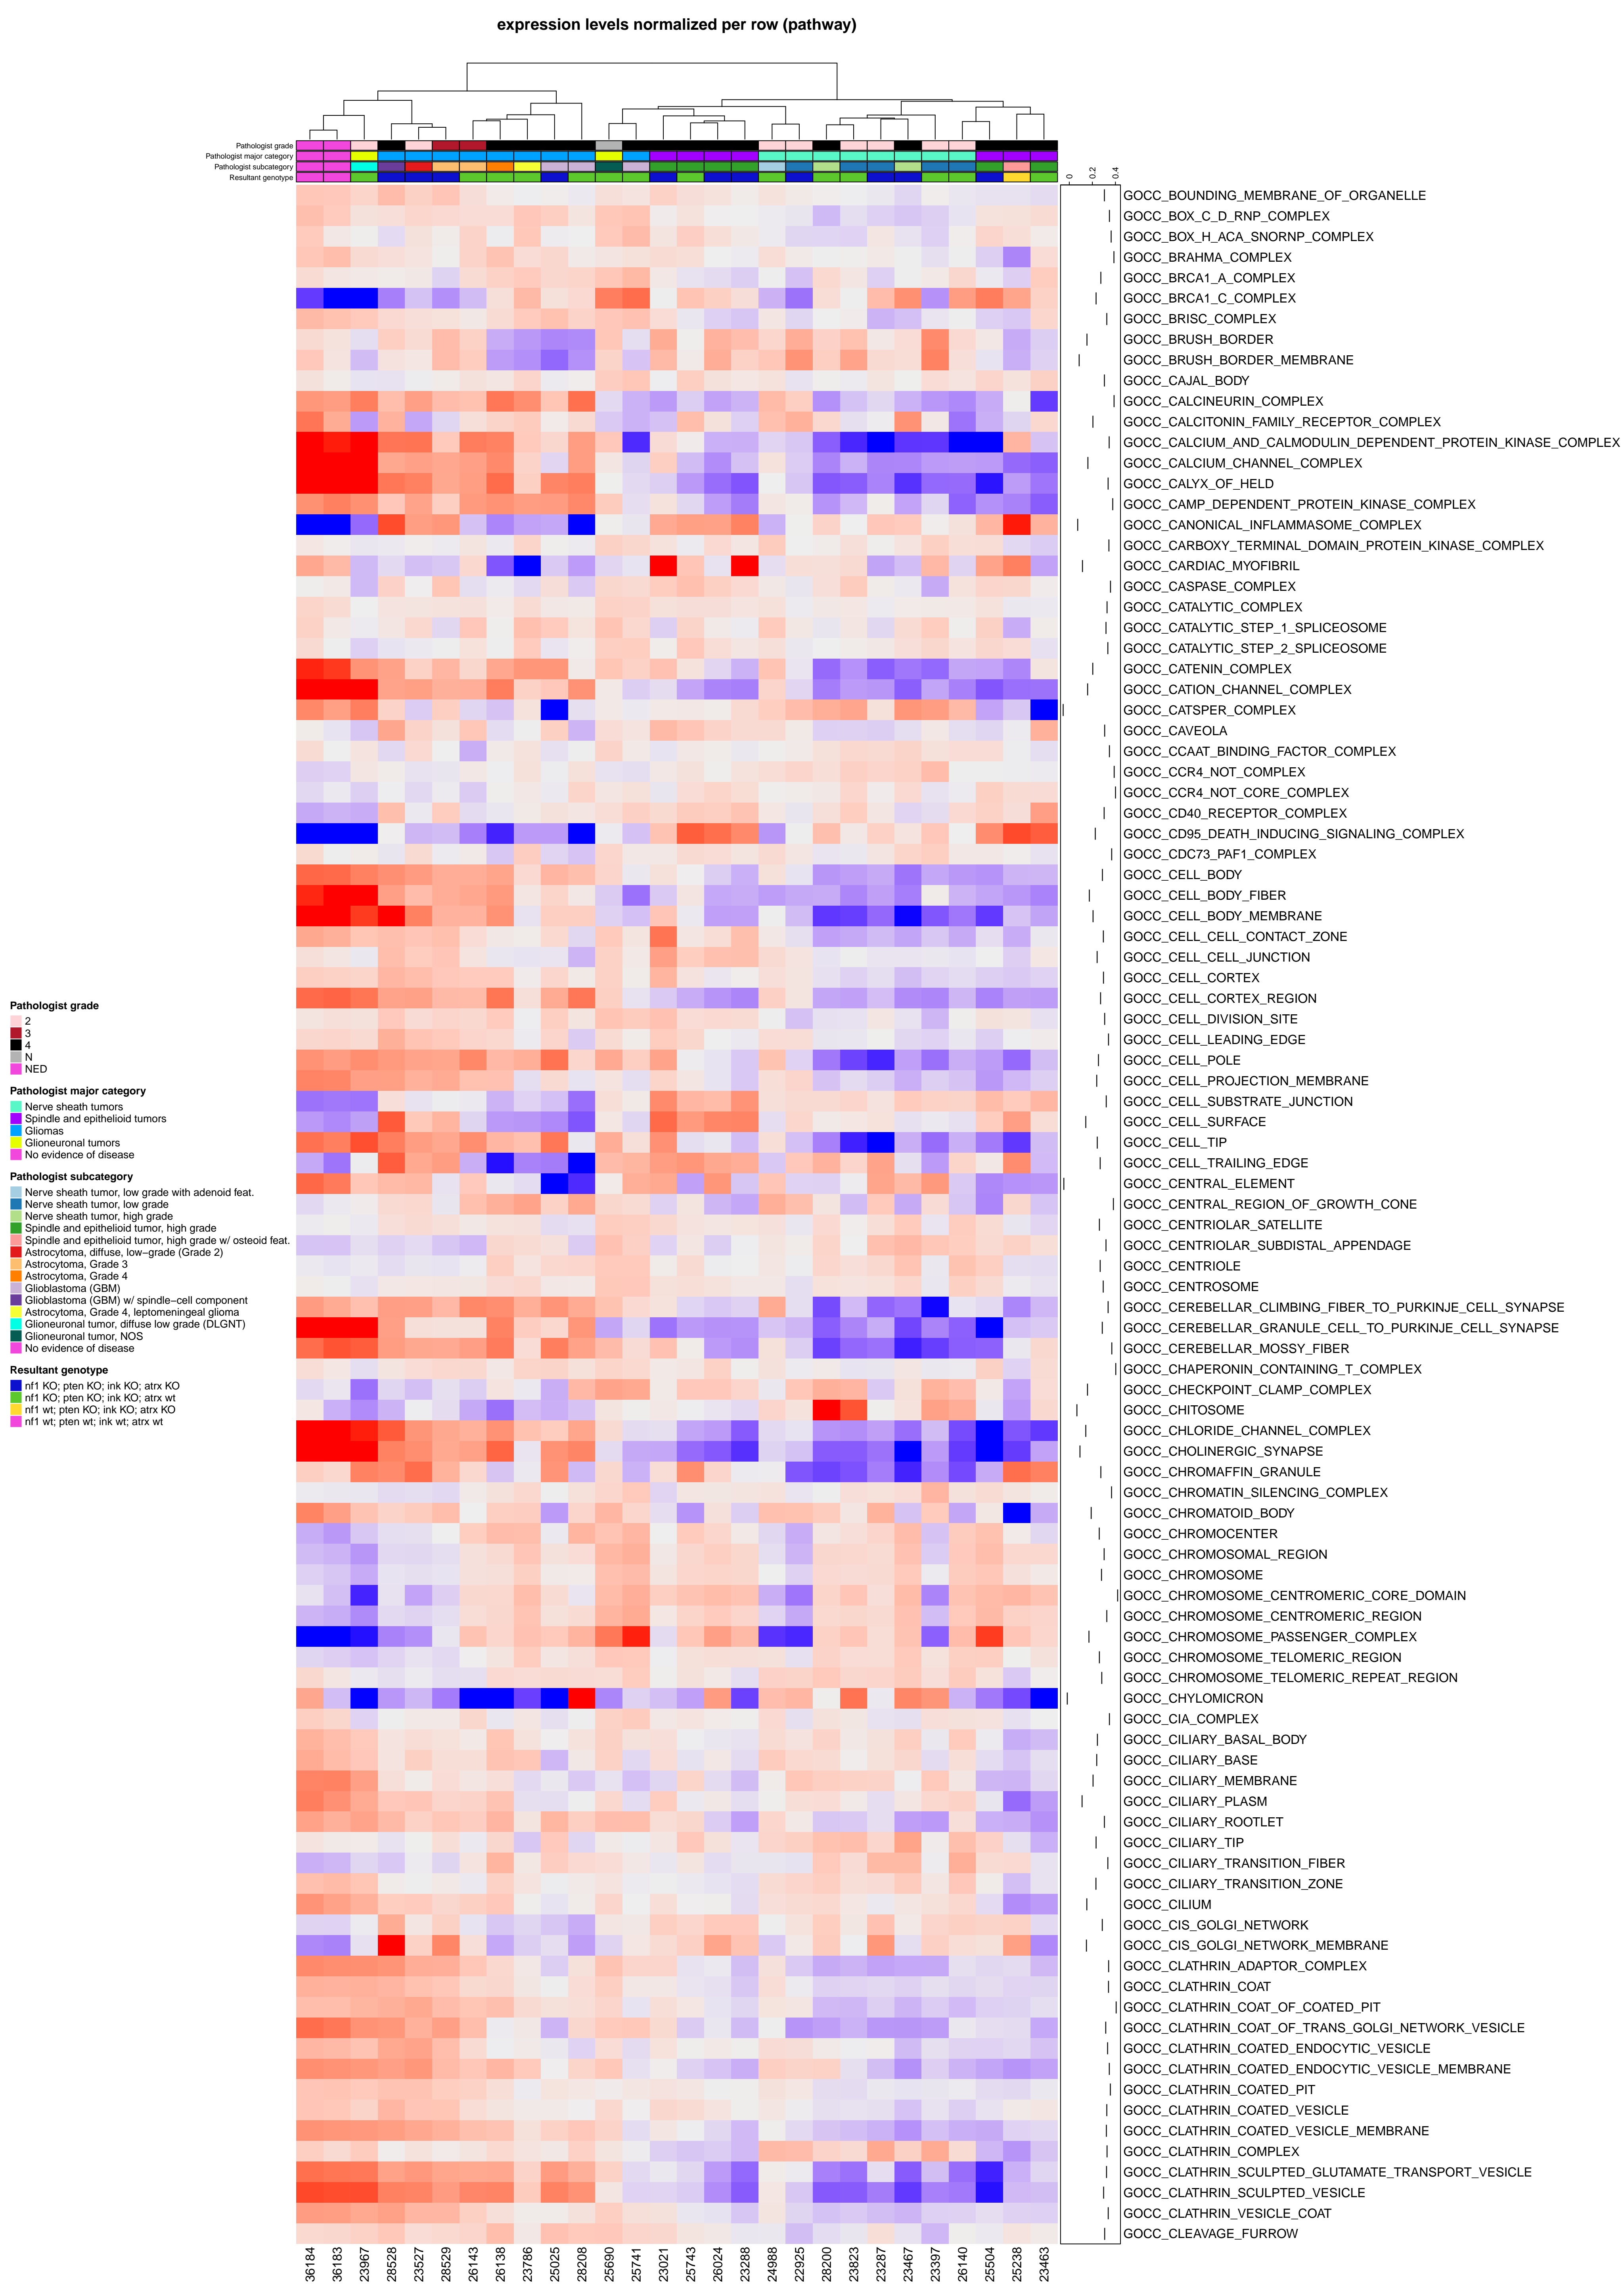 expression levels normalized per row (pathway)
Pathologist grade
Pathologist major category
Pathologist subcategory
Resultant genotype
0
0.2
0.4
GOCC_BOUNDING_MEMBRANE_OF_ORGANELLE
GOCC_BOX_C_D_RNP_COMPLEX
GOCC_BOX_H_ACA_SNORNP_COMPLEX
GOCC_BRAHMA_COMPLEX
GOCC_BRCA1_A_COMPLEX
GOCC_BRCA1_C_COMPLEX
GOCC_BRISC_COMPLEX
GOCC_BRUSH_BORDER
GOCC_BRUSH_BORDER_MEMBRANE
GOCC_CAJAL_BODY
GOCC_CALCINEURIN_COMPLEX
GOCC_CALCITONIN_FAMILY_RECEPTOR_COMPLEX
GOCC_CALCIUM_AND_CALMODULIN_DEPENDENT_PROTEIN_KINASE_COMPLEX
GOCC_CALCIUM_CHANNEL_COMPLEX
GOCC_CALYX_OF_HELD
GOCC_CAMP_DEPENDENT_PROTEIN_KINASE_COMPLEX
GOCC_CANONICAL_INFLAMMASOME_COMPLEX
GOCC_CARBOXY_TERMINAL_DOMAIN_PROTEIN_KINASE_COMPLEX
GOCC_CARDIAC_MYOFIBRIL
GOCC_CASPASE_COMPLEX
GOCC_CATALYTIC_COMPLEX
GOCC_CATALYTIC_STEP_1_SPLICEOSOME
GOCC_CATALYTIC_STEP_2_SPLICEOSOME
GOCC_CATENIN_COMPLEX
GOCC_CATION_CHANNEL_COMPLEX
GOCC_CATSPER_COMPLEX
GOCC_CAVEOLA
GOCC_CCAAT_BINDING_FACTOR_COMPLEX
GOCC_CCR4_NOT_COMPLEX
GOCC_CCR4_NOT_CORE_COMPLEX
GOCC_CD40_RECEPTOR_COMPLEX
GOCC_CD95_DEATH_INDUCING_SIGNALING_COMPLEX
GOCC_CDC73_PAF1_COMPLEX
GOCC_CELL_BODY
GOCC_CELL_BODY_FIBER
GOCC_CELL_BODY_MEMBRANE
GOCC_CELL_CELL_CONTACT_ZONE
GOCC_CELL_CELL_JUNCTION
GOCC_CELL_CORTEX
GOCC_CELL_CORTEX_REGION
GOCC_CELL_DIVISION_SITE
GOCC_CELL_LEADING_EDGE
GOCC_CELL_POLE
GOCC_CELL_PROJECTION_MEMBRANE
GOCC_CELL_SUBSTRATE_JUNCTION
GOCC_CELL_SURFACE
GOCC_CELL_TIP
GOCC_CELL_TRAILING_EDGE
GOCC_CENTRAL_ELEMENT
GOCC_CENTRAL_REGION_OF_GROWTH_CONE
GOCC_CENTRIOLAR_SATELLITE
GOCC_CENTRIOLAR_SUBDISTAL_APPENDAGE
GOCC_CENTRIOLE
GOCC_CENTROSOME
GOCC_CEREBELLAR_CLIMBING_FIBER_TO_PURKINJE_CELL_SYNAPSE
GOCC_CEREBELLAR_GRANULE_CELL_TO_PURKINJE_CELL_SYNAPSE
GOCC_CEREBELLAR_MOSSY_FIBER
GOCC_CHAPERONIN_CONTAINING_T_COMPLEX
GOCC_CHECKPOINT_CLAMP_COMPLEX
GOCC_CHITOSOME
GOCC_CHLORIDE_CHANNEL_COMPLEX
GOCC_CHOLINERGIC_SYNAPSE
GOCC_CHROMAFFIN_GRANULE
GOCC_CHROMATIN_SILENCING_COMPLEX
GOCC_CHROMATOID_BODY
GOCC_CHROMOCENTER
GOCC_CHROMOSOMAL_REGION
GOCC_CHROMOSOME
GOCC_CHROMOSOME_CENTROMERIC_CORE_DOMAIN
GOCC_CHROMOSOME_CENTROMERIC_REGION
GOCC_CHROMOSOME_PASSENGER_COMPLEX
GOCC_CHROMOSOME_TELOMERIC_REGION
GOCC_CHROMOSOME_TELOMERIC_REPEAT_REGION
GOCC_CHYLOMICRON
GOCC_CIA_COMPLEX
GOCC_CILIARY_BASAL_BODY
GOCC_CILIARY_BASE
GOCC_CILIARY_MEMBRANE
GOCC_CILIARY_PLASM
GOCC_CILIARY_ROOTLET
GOCC_CILIARY_TIP
GOCC_CILIARY_TRANSITION_FIBER
GOCC_CILIARY_TRANSITION_ZONE
GOCC_CILIUM
GOCC_CIS_GOLGI_NETWORK
GOCC_CIS_GOLGI_NETWORK_MEMBRANE
GOCC_CLATHRIN_ADAPTOR_COMPLEX
GOCC_CLATHRIN_COAT
GOCC_CLATHRIN_COAT_OF_COATED_PIT
GOCC_CLATHRIN_COAT_OF_TRANS_GOLGI_NETWORK_VESICLE
GOCC_CLATHRIN_COATED_ENDOCYTIC_VESICLE
GOCC_CLATHRIN_COATED_ENDOCYTIC_VESICLE_MEMBRANE
GOCC_CLATHRIN_COATED_PIT
GOCC_CLATHRIN_COATED_VESICLE
GOCC_CLATHRIN_COATED_VESICLE_MEMBRANE
GOCC_CLATHRIN_COMPLEX
GOCC_CLATHRIN_SCULPTED_GLUTAMATE_TRANSPORT_VESICLE
GOCC_CLATHRIN_SCULPTED_VESICLE
GOCC_CLATHRIN_VESICLE_COAT
GOCC_CLEAVAGE_FURROW
Pathologist grade
2
3
4
N
NED
Pathologist major category
Nerve sheath tumors
Spindle and epithelioid tumors
Gliomas
Glioneuronal tumors
No evidence of disease
Pathologist subcategory
Nerve sheath tumor, low grade with adenoid feat.
Nerve sheath tumor, low grade
Nerve sheath tumor, high grade
Spindle and epithelioid tumor, high grade
Spindle and epithelioid tumor, high grade w/ osteoid feat.
Astrocytoma, diffuse, low−grade (Grade 2)
Astrocytoma, Grade 3
Astrocytoma, Grade 4
Glioblastoma (GBM)
Glioblastoma (GBM) w/ spindle−cell component
Astrocytoma, Grade 4, leptomeningeal glioma
Glioneuronal tumor, diffuse low grade (DLGNT)
Glioneuronal tumor, NOS
No evidence of disease
Resultant genotype
nf1 KO; pten KO; ink KO; atrx KO
nf1 KO; pten KO; ink KO; atrx wt
nf1 wt; pten KO; ink KO; atrx KO
nf1 wt; pten wt; ink wt; atrx wt
36184
36183
23967
28528
23527
28529
26143
26138
23786
25025
28208
25690
25741
23021
25743
26024
23288
24988
22925
28200
23823
23287
23467
23397
26140
25504
25238
23463